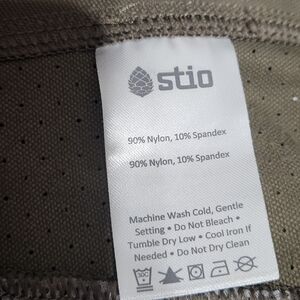 stio
90% Nylon, 10% Spandex
90% Nylon, 10% Spandex
Machine Wash Cold, Gentle
Setting • Do Not Bleach •
Tumble Dry Low • Cool Iron If
Needed • Do Not Dry Clean